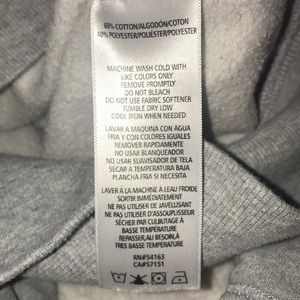 60% COTTON/ALGODÓN/COTON
40% POLYESTER/POLIÉSTER/POLYESTER
MACHINE WASH COLD WITH
LIKE COLORS ONLY
REMOVE PROMPTLY
DO NOT BLEACH
DO NOT USE FABRIC SOFTENER
TUMBLE DRY LOW
COOL IRON WHEN NEEDED
LAVAR A MAQUINA CON AGUA
FRIA Y CON COLORES IGUALES
REMOVER RAPIDAMENTE
NO USAR BLANQUEADOR
NO USAR SUAVISADOR DE TELA
SECAR A TEMPERATURA BAJA
PLANCHA FRIA SI NECESITA
LAVER À LA MACHINE À L'EAU FROIDE
SORTIR IMMÉDIATEMENT
NE PAS UTILISER DE JAVELLISANT
NE PAS UTILISER D'ASSOUPLISSEUR
SÉCHER PAR CULBUTAGE À
BASSE TEMPÉRATURE
REPASSER,AU BESOIN,À
FRES BASSE TEMPÉRATURE
RN#54163
CA#57151